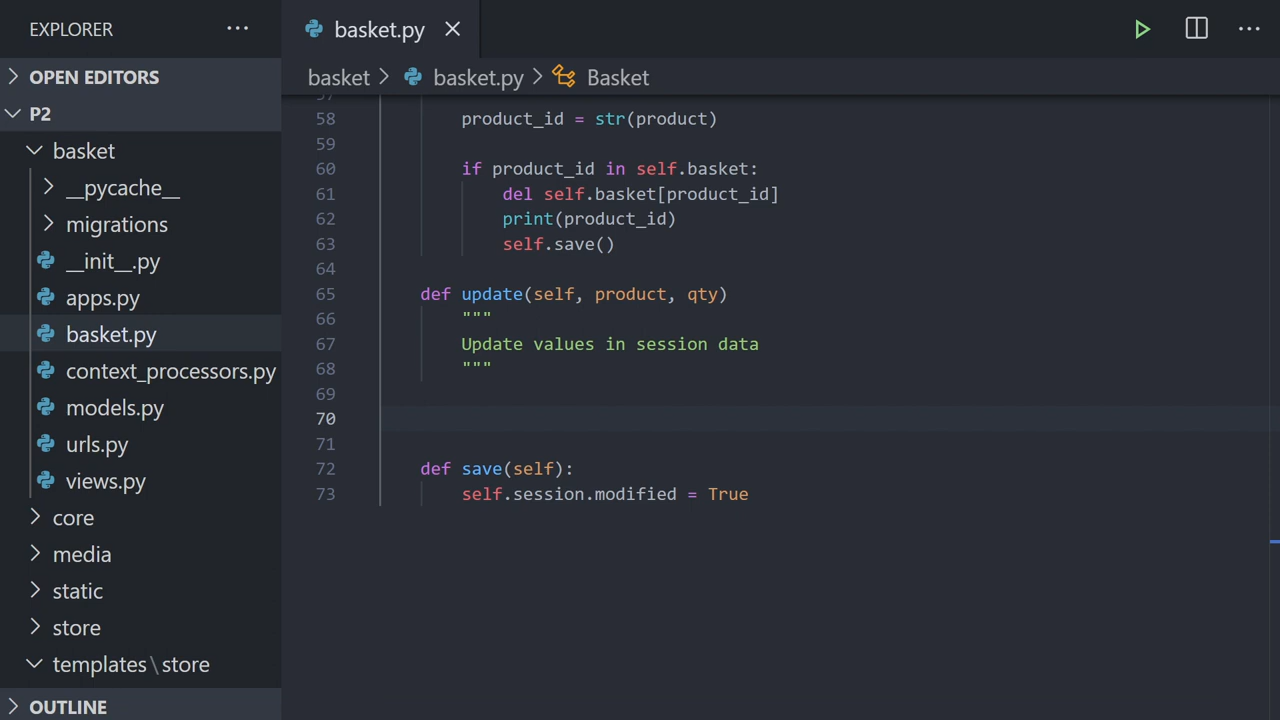 EXPLORER
OPEN EDITORS
P2
basket
__pycache__
migrations
__init__.py
apps.py
basket.py
context_processors.py
models.py
urls.py
views.py
core
media
static
store
templates\store
OUTLINE
basket.py
basket > basket.py > Basket
57
58 product_id = str(product)
59
60 if product_id in self.basket:
61 del self.basket[product_id]
62 print(product_id)
63 self.save()
64
65 def update(self, product, qty)
66 """
67 Update values in session data
68 """
69
70
71
72 def save(self):
73 self.session.modified = True